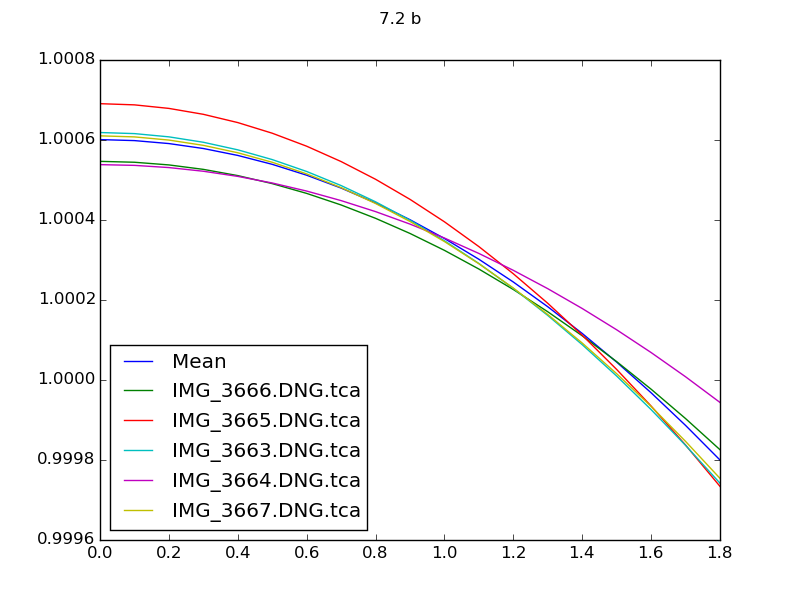 7.2 b
1.0008
1.0006
1.0004
1.0002
1.0000
0.9998
0.9996
Mean
IMG_3666.DNG.tca
IMG_3665.DNG.tca
IMG_3663.DNG.tca
IMG_3664.DNG.tca
IMG_3667.DNG.tca
0.0 0.2 0.4 0.6 0.8 1.0 1.2 1.4 1.6 1.8